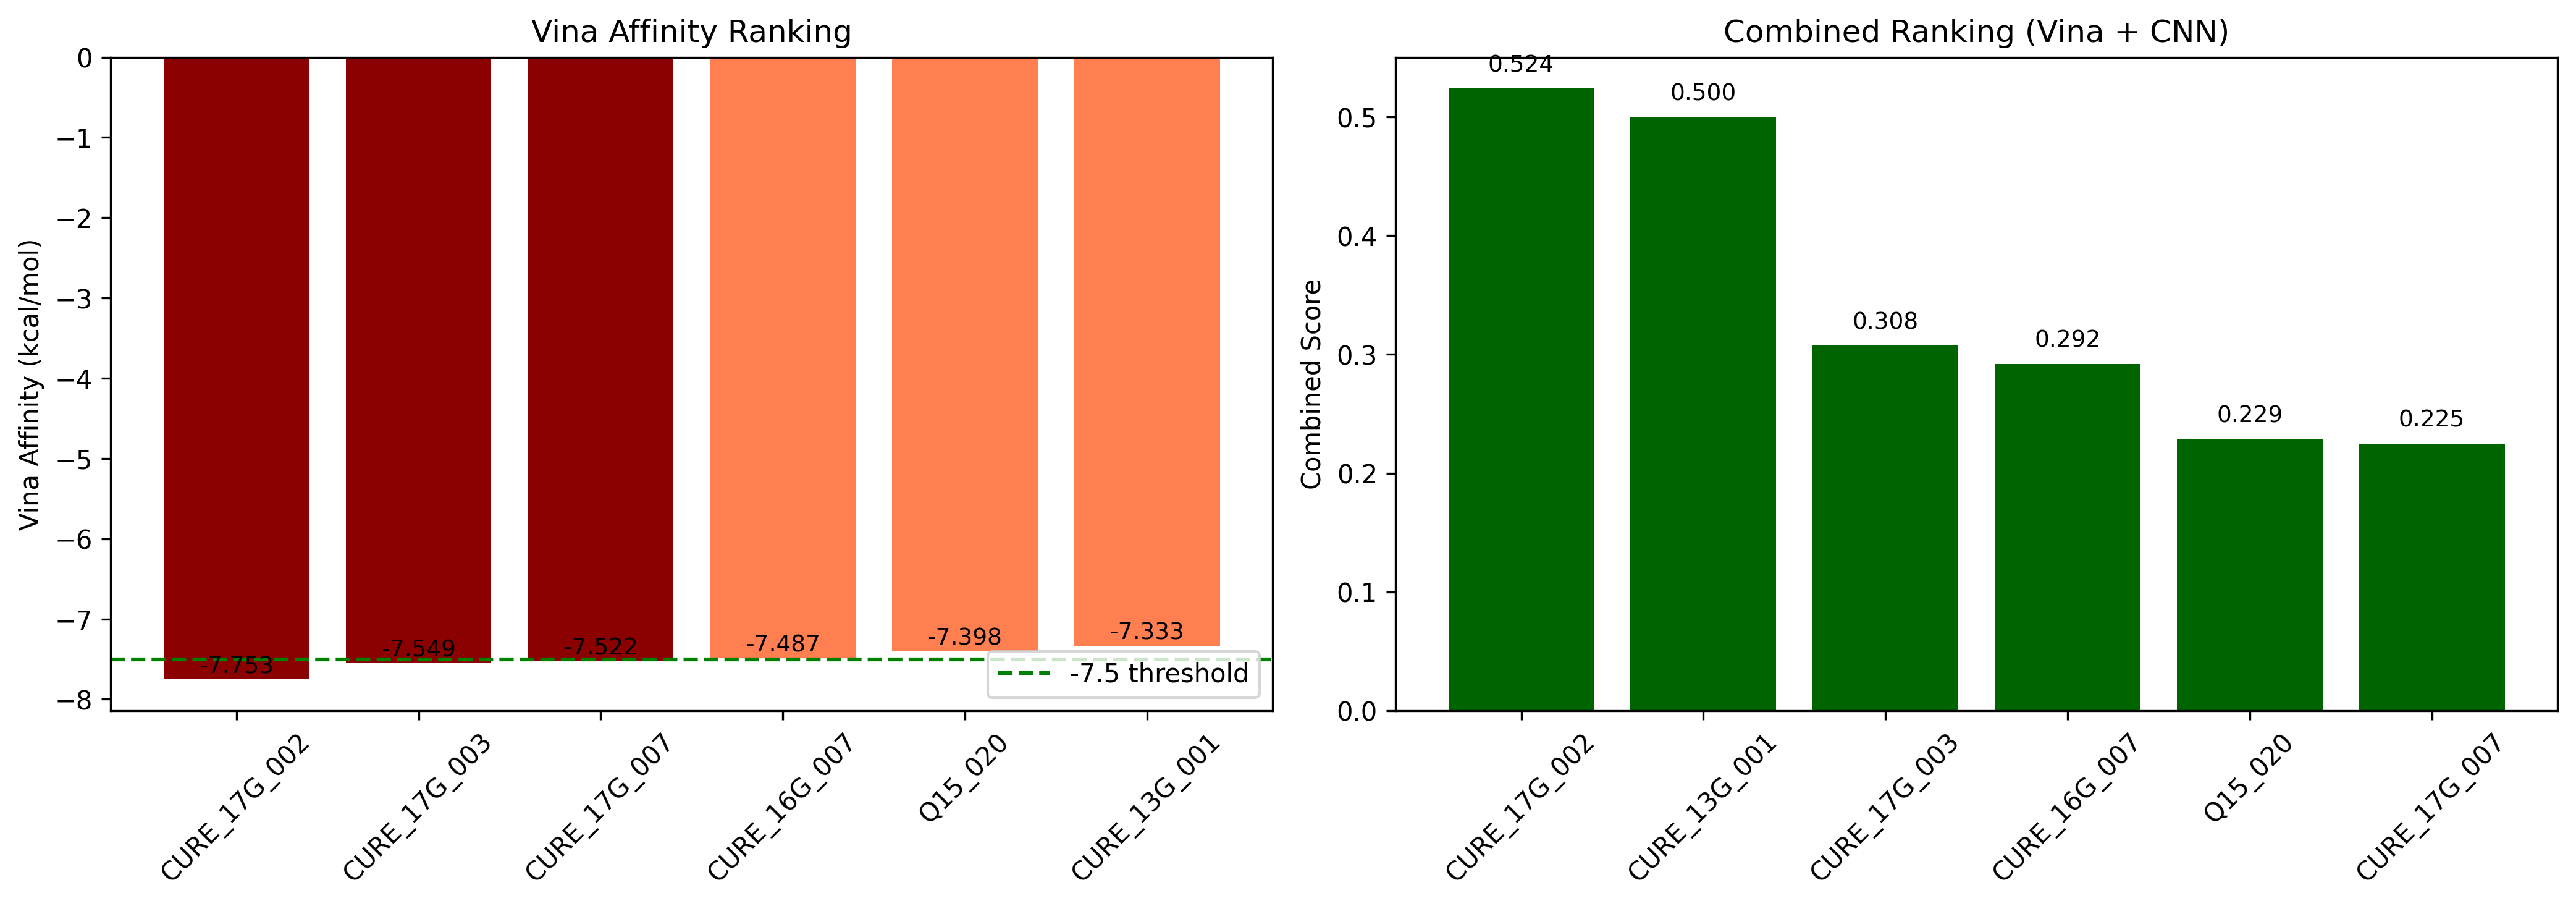 Vina Affinity Ranking
Vina Affinity (kcal/mol)
0
−1
−2
−3
−4
−5
−6
−7
−8
-7.753
-7.549
-7.522
-7.487
-7.398
-7.333
-7.5 threshold
CURE_17G_002
CURE_17G_003
CURE_17G_007
CURE_16G_007
Q15_020
CURE_13G_001
Combined Ranking (Vina + CNN)
Combined Score
0.5
0.4
0.3
0.2
0.1
0.0
0.524
0.500
0.308
0.292
0.229
0.225
CURE_17G_002
CURE_13G_001
CURE_17G_003
CURE_16G_007
Q15_020
CURE_17G_007